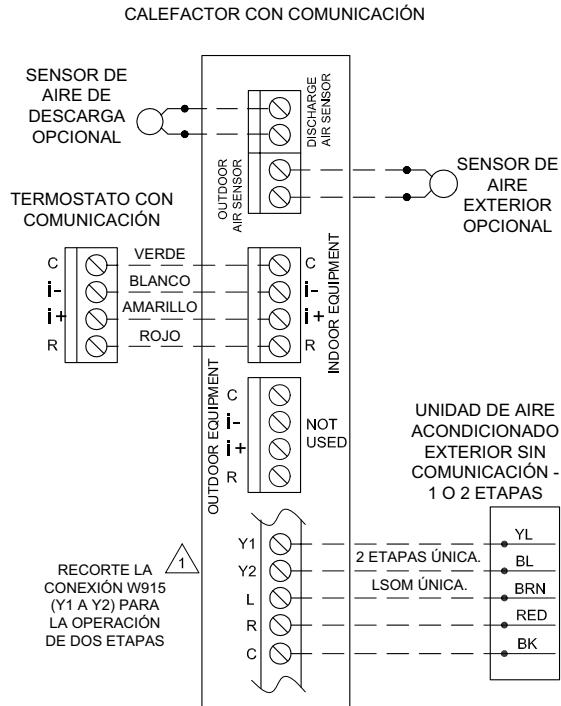 CALEFACTOR CON COMUNICACIÓN
SENSOR DE
AIRE DE
DESCARGA
OPCIONAL
DISCHARGE
AIR SENSOR
OUTDOOR
AIR SENSOR
SENSOR DE
AIRE
EXTERIOR
OPCIONAL
TERMOSTATO CON
COMUNICACIÓN
C
i-
i+
R
VERDE
BLANCO
AMARILLO
ROJO
C
i-
i+
R
INDOOR EQUIPMENT
OUTDOOR EQUIPMENT
C
i-
i+
R
NOT
USED
UNIDAD DE AIRE
ACONDICIONADO
EXTERIOR SIN
COMUNICACIÓN -
1 O 2 ETAPAS
1
RECORTE LA
CONEXIÓN W915
(Y1 A Y2) PARA
LA OPERACIÓN
DE DOS ETAPAS
Y1
Y2
L
R
C
2 ETAPAS ÚNICA.
LSOM ÚNICA.
YL
BL
BRN
RED
BK